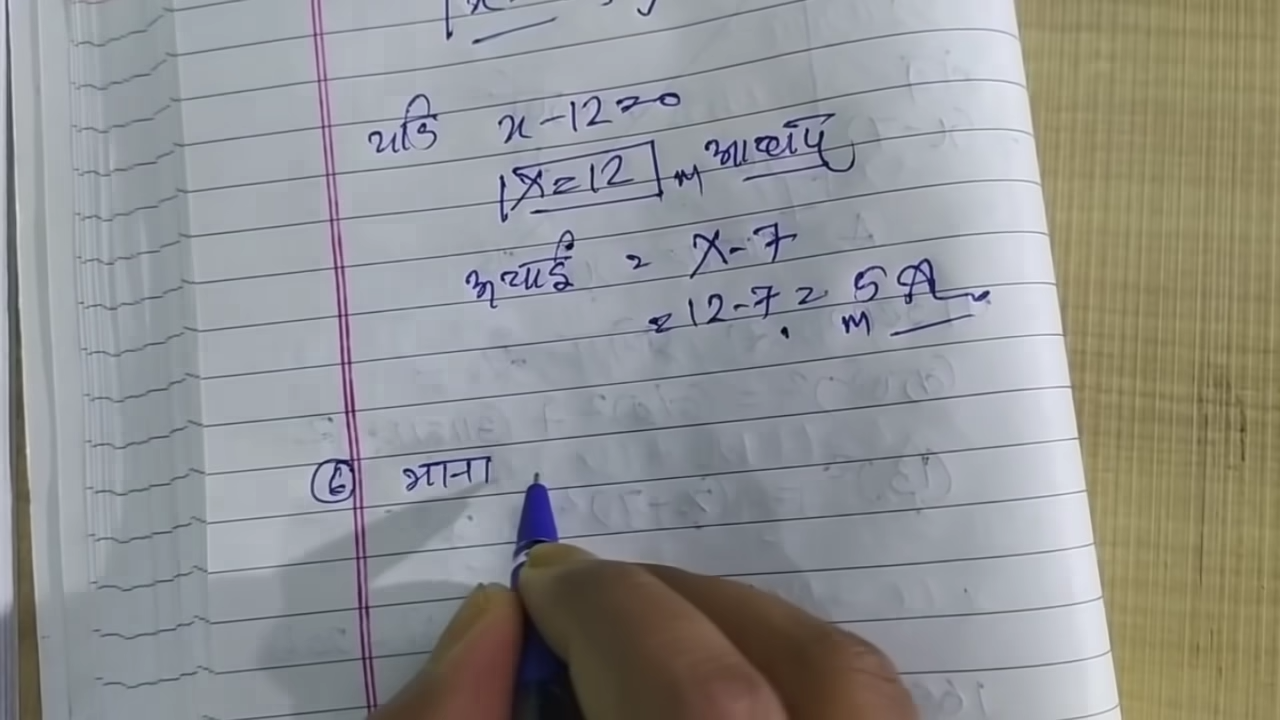 यदि x-12=0
x=12 m आधार
ऊँचाई = x-7
= 12-7 = 5
m
⑥ माना